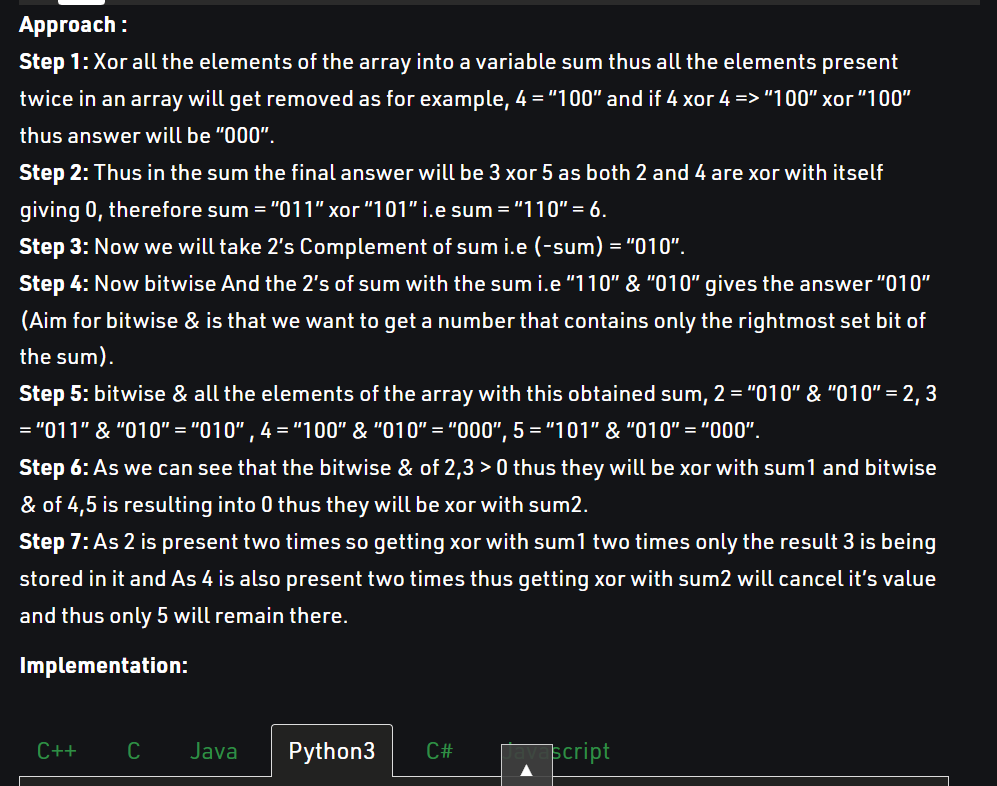 Approach :
Step 1: Xor all the elements of the array into a variable sum thus all the elements present
twice in an array will get removed as for example, 4 = “100” and if 4 xor 4 => “100” xor “100”
thus answer will be “000”.
Step 2: Thus in the sum the final answer will be 3 xor 5 as both 2 and 4 are xor with itself
giving 0, therefore sum = “011” xor “101” i.e sum = “110” = 6.
Step 3: Now we will take 2’s Complement of sum i.e (-sum) = “010”.
Step 4: Now bitwise And the 2’s of sum with the sum i.e “110” & “010” gives the answer “010”
(Aim for bitwise & is that we want to get a number that contains only the rightmost set bit of
the sum).
Step 5: bitwise & all the elements of the array with this obtained sum, 2 = “010” & “010” = 2, 3
= “011” & “010” = “010” , 4 = “100” & “010” = “000”, 5 = “101” & “010” = “000”.
Step 6: As we can see that the bitwise & of 2,3 > 0 thus they will be xor with sum1 and bitwise
& of 4,5 is resulting into 0 thus they will be xor with sum2.
Step 7: As 2 is present two times so getting xor with sum1 two times only the result 3 is being
stored in it and As 4 is also present two times thus getting xor with sum2 will cancel it’s value
and thus only 5 will remain there.
Implementation:
C++ C Java Python3 C# Javascript